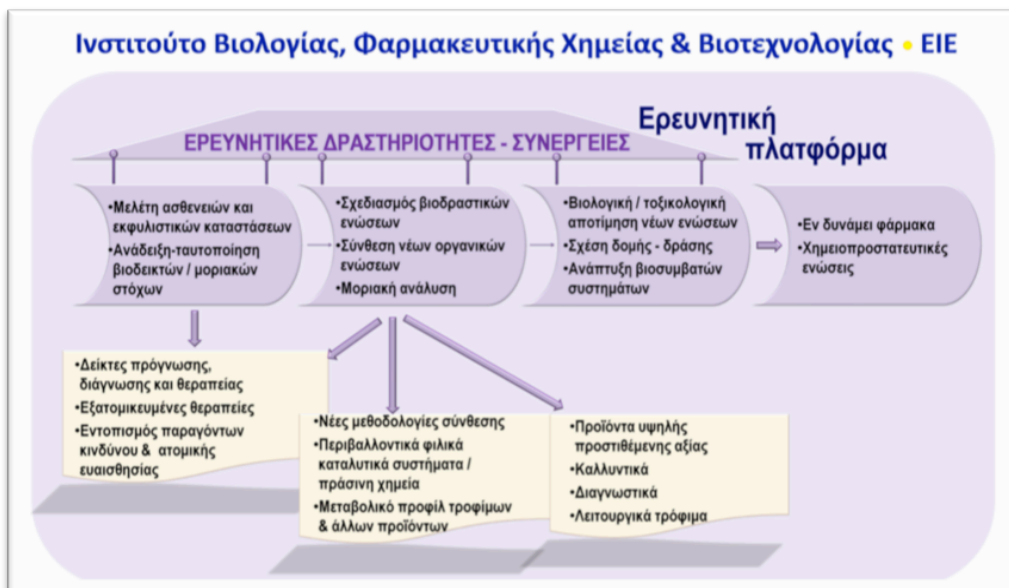 Ινστιτούτο Βιολογίας, Φαρμακευτικής Χημείας & Βιοτεχνολογίας • ΕΙΕ
Ερευνητική
πλατφόρμα
ΕΡΕΥΝΗΤΙΚΕΣ ΔΡΑΣΤΗΡΙΟΤΗΤΕΣ - ΣΥΝΕΡΓΕΙΕΣ
•Μελέτη ασθενειών και
εκφυλιστικών καταστάσεων
•Ανάδειξη-ταυτοποίηση
βιοδεικτών / μοριακών
στόχων
•Σχεδιασμός βιοδραστικών
ενώσεων
•Σύνθεση νέων οργανικών
ενώσεων
•Μοριακή ανάλυση
•Βιολογική / τοξικολογική
αποτίμηση νέων ενώσεων
•Σχέση δομής - δράσης
•Ανάπτυξη βιοσυμβατών
συστημάτων
•Εν δυνάμει φάρμακα
•Χημειοπροστατευτικές
ενώσεις
•Δείκτες πρόγνωσης,
διάγνωσης και θεραπείας
•Εξατομικευμένες θεραπείες
•Εντοπισμό παραγόντων
κινδύνου & ατομικής
ευαισθησίας
•Νέες μεθοδολογίες σύνθεσης
•Περιβαλλοντικά φιλικά
καταλυτικά συστήματα /
πράσινη χημεία
•Μεταβολικό προφίλ τροφίμων
& άλλων προϊόντων
•Προϊόντα υψηλής
προστιθέμενης αξίας
•Καλλυντικά
•Διαγνωστικά
•Λειτουργικά τρόφιμα